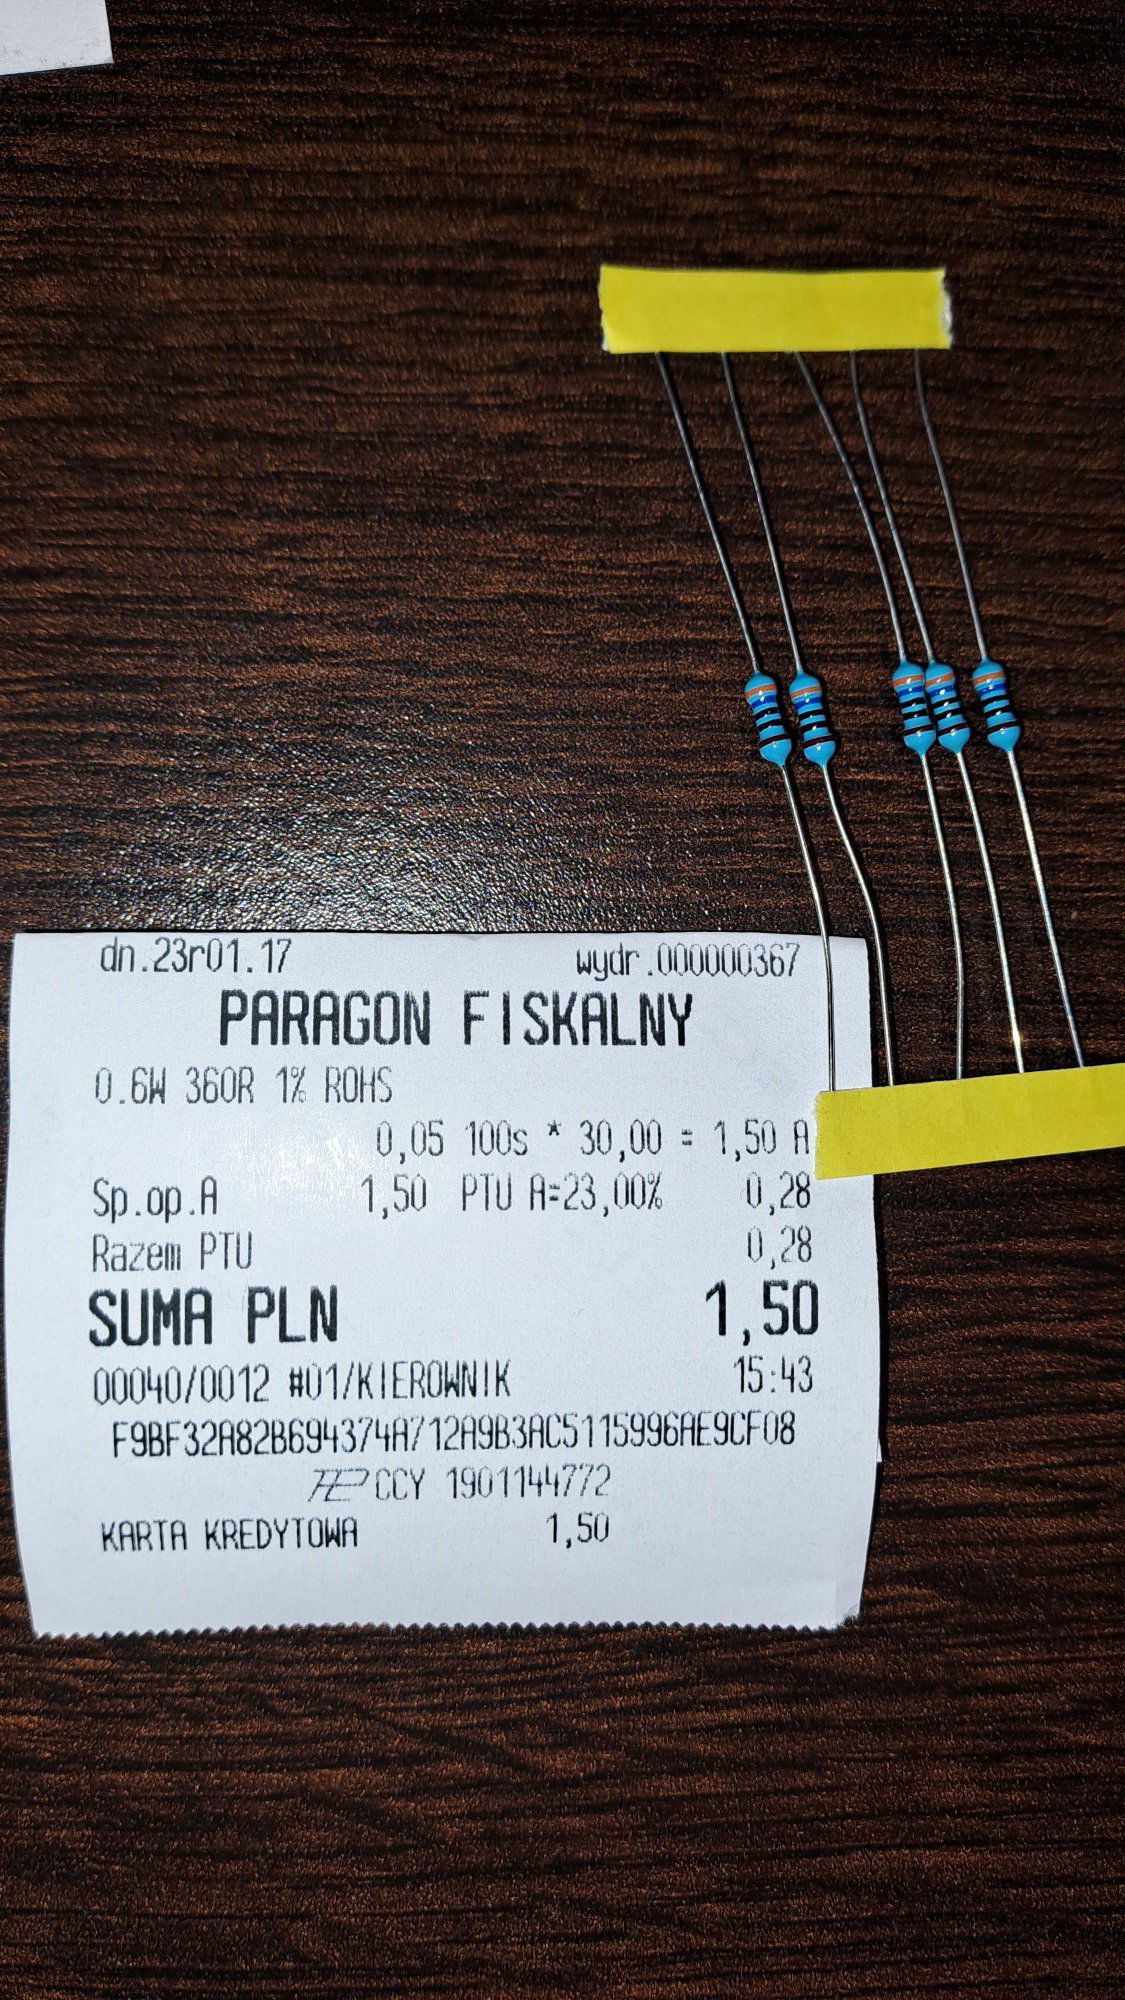 dn.23r01.17 wydr.000000367
PARAGON FISKALNY
0.6W 360R 1% ROHS
0,05 100s * 30,00 = 1,50 A
Sp.op.A 1,50 PTU A=23,00% 0,28
Razem PTU 0,28
SUMA PLN 1,50
00040/0012 #01/KIEROWNIK 15:43
F9BF32A82B694374A712A9B3AC5115996AE9CF08
CCY 1901144772
KARTA KREDYTOWA 1,50